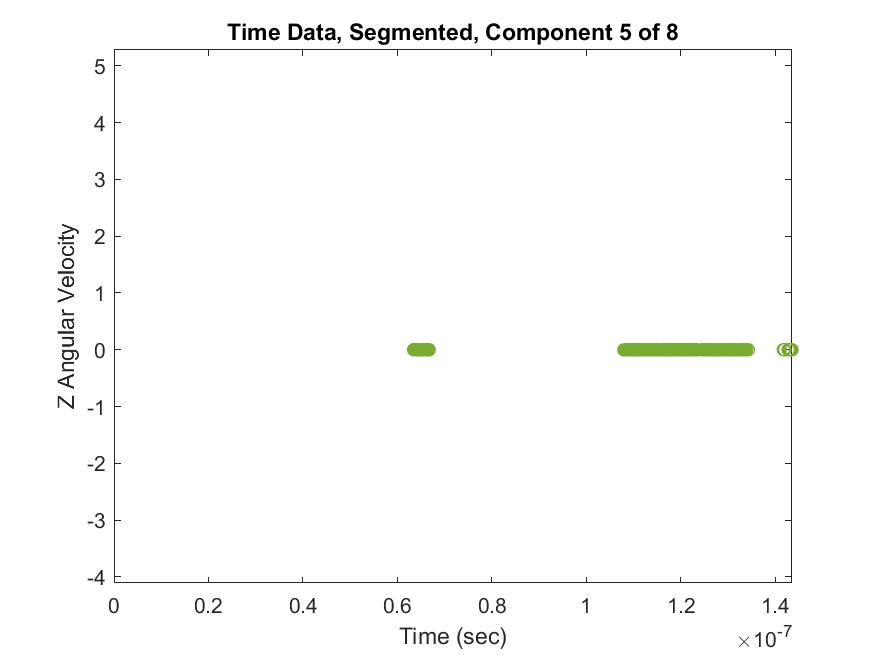 Time Data, Segmented, Component 5 of 8
5
4
3
2
1
0
-1
-2
-3
-4
Z Angular Velocity
0 0.2 0.4 0.6 0.8 1 1.2 1.4
Time (sec)
×10-7